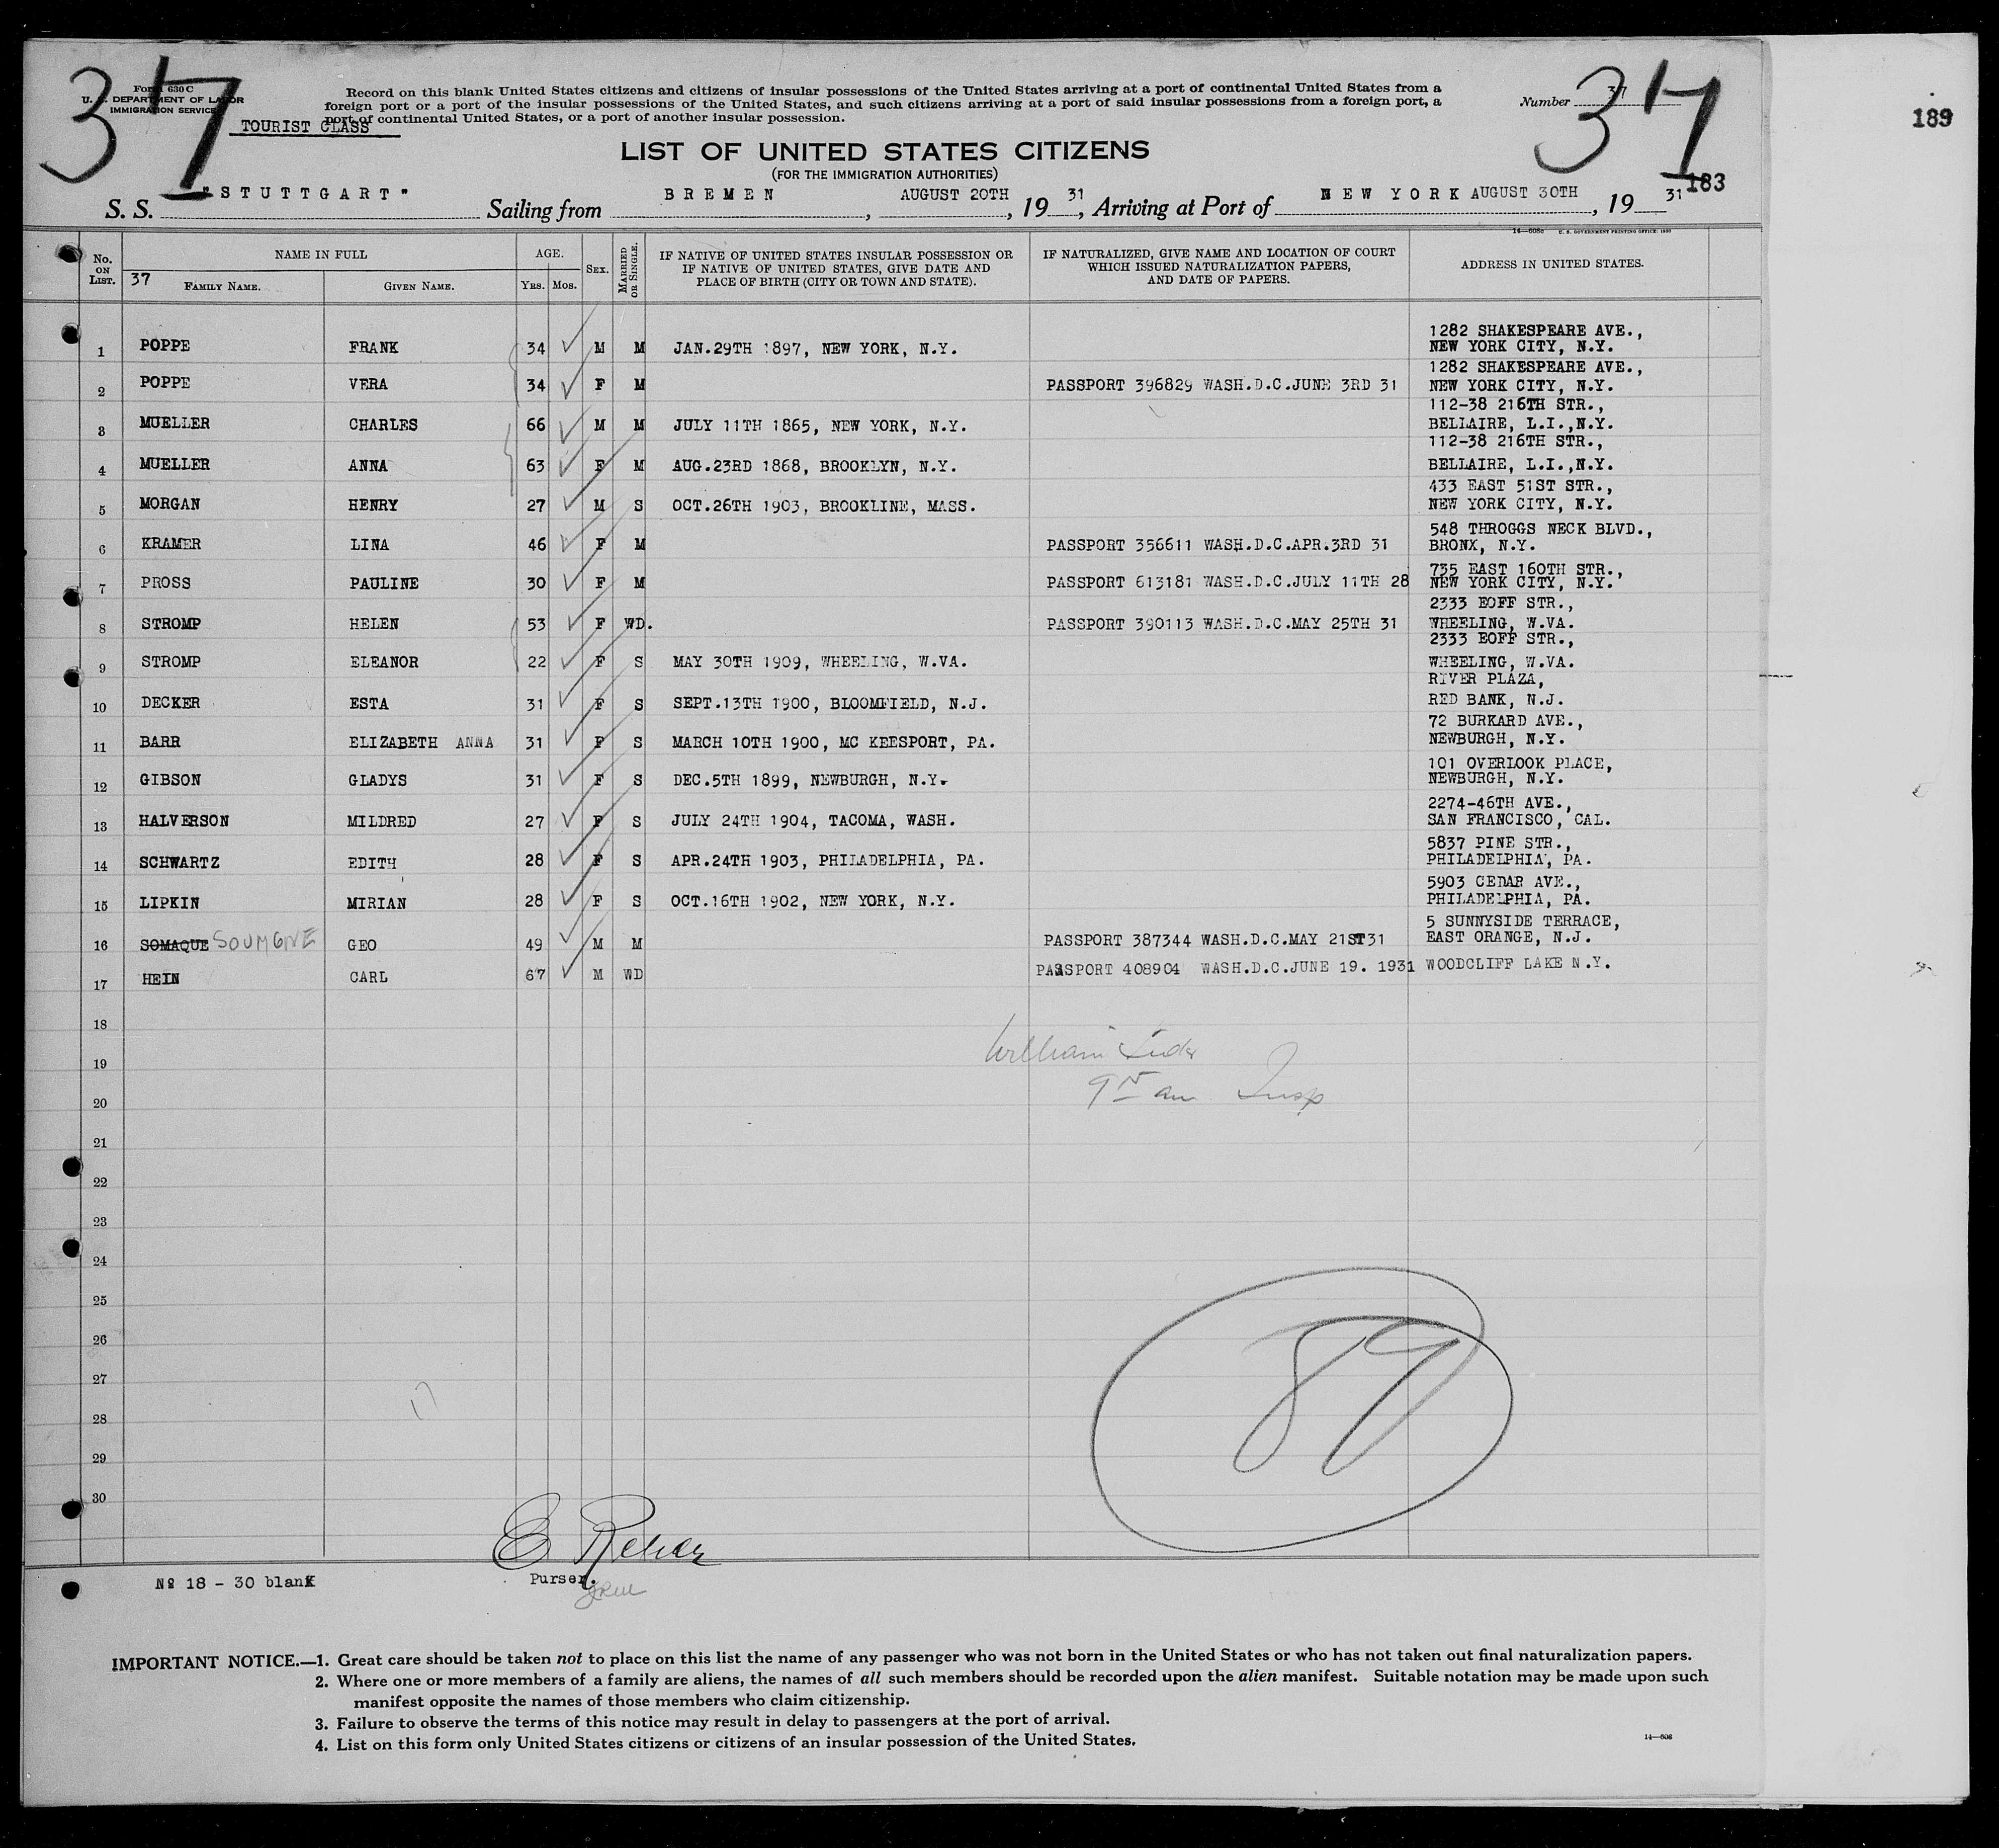 37
Form 630 C
U. S. DEPARTMENT OF LABOR
IMMIGRATION SERVICE
TOURIST CLASS
Record on this blank United States citizens and citizens of insular possessions of the United States arriving at a port of continental United States from a
foreign port or a port of the insular possessions of the United States, and such citizens arriving at a port of said insular possessions from a foreign port, a
port of continental United States, or a port of another insular possession.
Number 37
37
189
183
LIST OF UNITED STATES CITIZENS
(FOR THE IMMIGRATION AUTHORITIES)
S. S. "STUTTGART" Sailing from BREMEN, AUGUST 20TH, 19 31, Arriving at Port of NEW YORK AUGUST 30TH, 19 31
14—608c U. S. GOVERNMENT PRINTING OFFICE: 1930
No. ON LIST.
NAME IN FULL
37 FAMILY NAME. GIVEN NAME.
AGE.
YRS. MOS.
SEX.
MARRIED OR SINGLE.
IF NATIVE OF UNITED STATES INSULAR POSSESSION OR
IF NATIVE OF UNITED STATES, GIVE DATE AND
PLACE OF BIRTH (CITY OR TOWN AND STATE).
IF NATURALIZED, GIVE NAME AND LOCATION OF COURT
WHICH ISSUED NATURALIZATION PAPERS,
AND DATE OF PAPERS.
ADDRESS IN UNITED STATES.
1 POPPE FRANK 34 M M JAN.29TH 1897, NEW YORK, N.Y. 1282 SHAKESPEARE AVE.,
NEW YORK CITY, N.Y.
2 POPPE VERA 34 F M PASSPORT 396829 WASH.D.C.JUNE 3RD 31 1282 SHAKESPEARE AVE.,
NEW YORK CITY, N.Y.
3 MUELLER CHARLES 66 M M JULY 11TH 1865, NEW YORK, N.Y. 112-38 216TH STR.,
BELLAIRE, L.I.,N.Y.
4 MUELLER ANNA 63 F M AUG.23RD 1868, BROOKLYN, N.Y. 112-38 216TH STR.,
BELLAIRE, L.I.,N.Y.
5 MORGAN HENRY 27 M S OCT.26TH 1903, BROOKLINE, MASS. 433 EAST 51ST STR.,
NEW YORK CITY, N.Y.
6 KRAMER LINA 46 F M PASSPORT 356611 WASH.D.C.APR.3RD 31 548 THROGGS NECK BLVD.,
BRONX, N.Y.
7 PROSS PAULINE 30 F M PASSPORT 613181 WASH.D.C.JULY 11TH 28 735 EAST 160TH STR.,
NEW YORK CITY, N.Y.
8 STROMP HELEN 53 F WD. PASSPORT 390113 WASH.D.C.MAY 25TH 31 2333 EOFF STR.,
WHEELING, W.VA.
9 STROMP ELEANOR 22 F S MAY 30TH 1909, WHEELING, W.VA. 2333 EOFF STR.,
WHEELING, W.VA.
10 DECKER ESTA 31 F S SEPT.13TH 1900, BLOOMFIELD, N.J. RIVER PLAZA,
RED BANK, N.J.
11 BARR ELIZABETH ANNA 31 F S MARCH 10TH 1900, MC KEESPORT, PA. 72 BURKARD AVE.,
NEWBURGH, N.Y.
12 GIBSON GLADYS 31 F S DEC.5TH 1899, NEWBURGH, N.Y. 101 OVERLOOK PLACE,
NEWBURGH, N.Y.
13 HALVERSON MILDRED 27 F S JULY 24TH 1904, TACOMA, WASH. 2274-46TH AVE.,
SAN FRANCISCO, CAL.
14 SCHWARTZ EDITH 28 F S APR.24TH 1903, PHILADELPHIA, PA. 5837 PINE STR.,
PHILADELPHIA, PA.
15 LIPKIN MIRIAN 28 F S OCT.16TH 1902, NEW YORK, N.Y. 5903 CEDAR AVE.,
PHILADELPHIA, PA.
16 SOMAQUE SOUMGNE GEO 49 M M PASSPORT 387344 WASH.D.C.MAY 21ST31 5 SUNNYSIDE TERRACE,
EAST ORANGE, N.J.
17 HEIN CARL 67 M WD PASSPORT 408904 WASH.D.C.JUNE 19. 1931 WOODCLIFF LAKE N.Y.
18
19 William
20 am Insp
21
22
23
24
25
26
27
28
29
30
17
89
E
Purser.
№ 18 - 30 blank
IMPORTANT NOTICE.—1. Great care should be taken not to place on this list the name of any passenger who was not born in the United States or who has not taken out final naturalization papers.
2. Where one or more members of a family are aliens, the names of all such members should be recorded upon the alien manifest. Suitable notation may be made upon such
manifest opposite the names of those members who claim citizenship.
3. Failure to observe the terms of this notice may result in delay to passengers at the port of arrival.
4. List on this form only United States citizens or citizens of an insular possession of the United States.
14—608